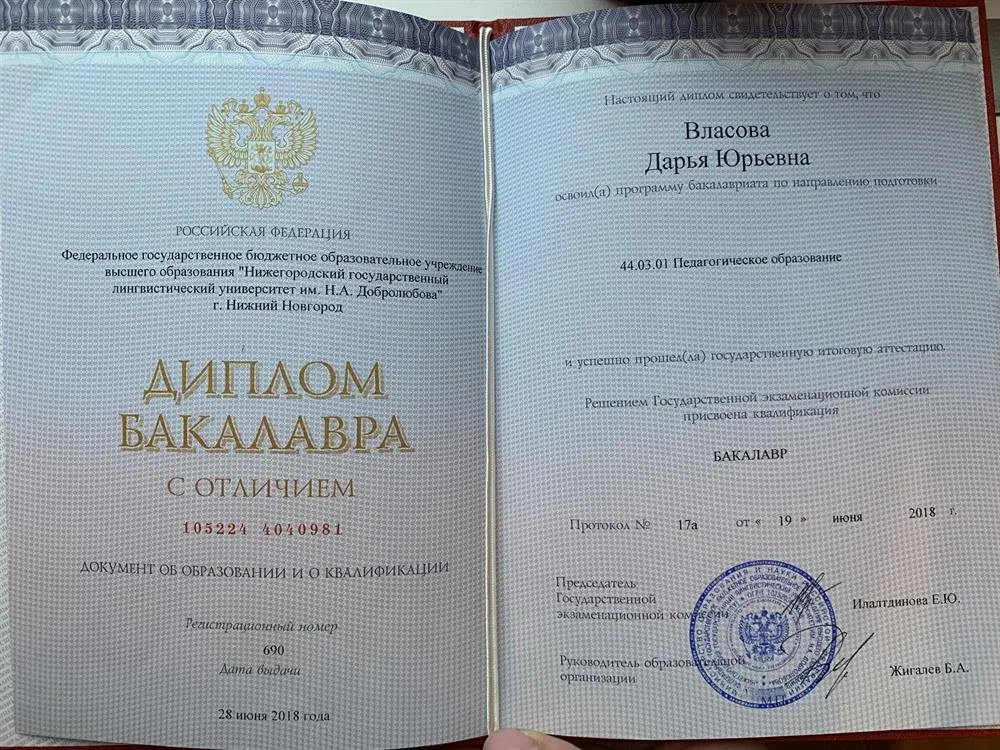 РОССИЙСКАЯ ФЕДЕРАЦИЯ
Федеральное государственное бюджетное образовательное учреждение
высшего образования "Нижегородский государственный
лингвистический университет им. Н.А. Добролюбова"
г. Нижний Новгород
ДИПЛОМ
БАКАЛАВРА
С ОТЛИЧИЕМ
105224 4040981
ДОКУМЕНТ ОБ ОБРАЗОВАНИИ И О КВАЛИФИКАЦИИ
Регистрационный номер
690
Дата выдачи
28 июня 2018 года
Настоящий диплом свидетельствует о том, что
Власова
Дарья Юрьевна
освоил(а) программу бакалавриата по направлению подготовки
44.03.01 Педагогическое образование
и успешно прошел(ла) государственную итоговую аттестацию.
Решением Государственной экзаменационной комиссии
присвоена квалификация
БАКАЛАВР
Протокол № 17а от « 19 » июня 2018 г.
Председатель
Государственной
экзаменационной комиссии
Илалтдинова Е.Ю.
Руководитель образовательной
организации
Жигалев Б.А.
М.П.